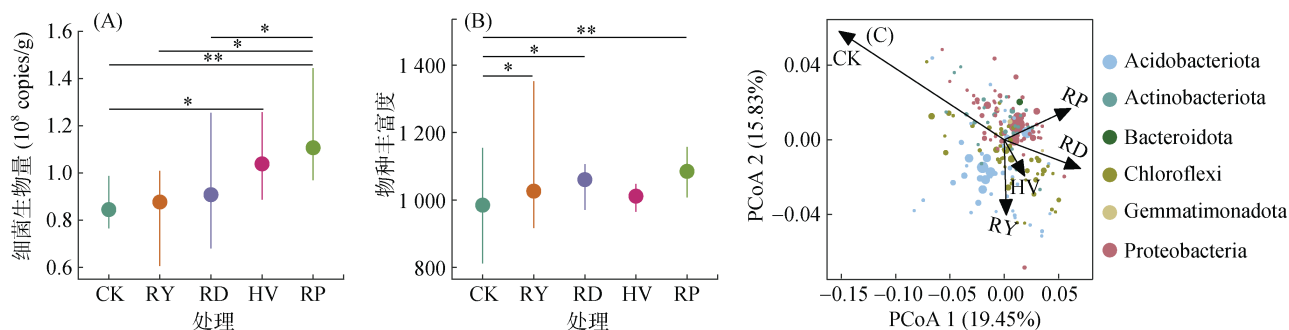 (A)
细菌生物量 (10⁸ copies/g)
1.6
1.4
1.2
1.0
0.8
0.6
*
*
**
*
CK RY RD HV RP
处理
(B)
物种丰富度
1 400
1200
1 000
800
**
*
*
CK RY RD HV RP
处理
(C)
PCoA 2 (15.83%)
0.04
0.00
−0.04
CK
RP
RD
HV
RY
−0.15 −0.10 −0.05 0.00 0.05
PCoA 1 (19.45%)
Acidobacteriota
Actinobacteriota
Bacteroidota
Chloroflexi
Gemmatimonadota
Proteobacteria